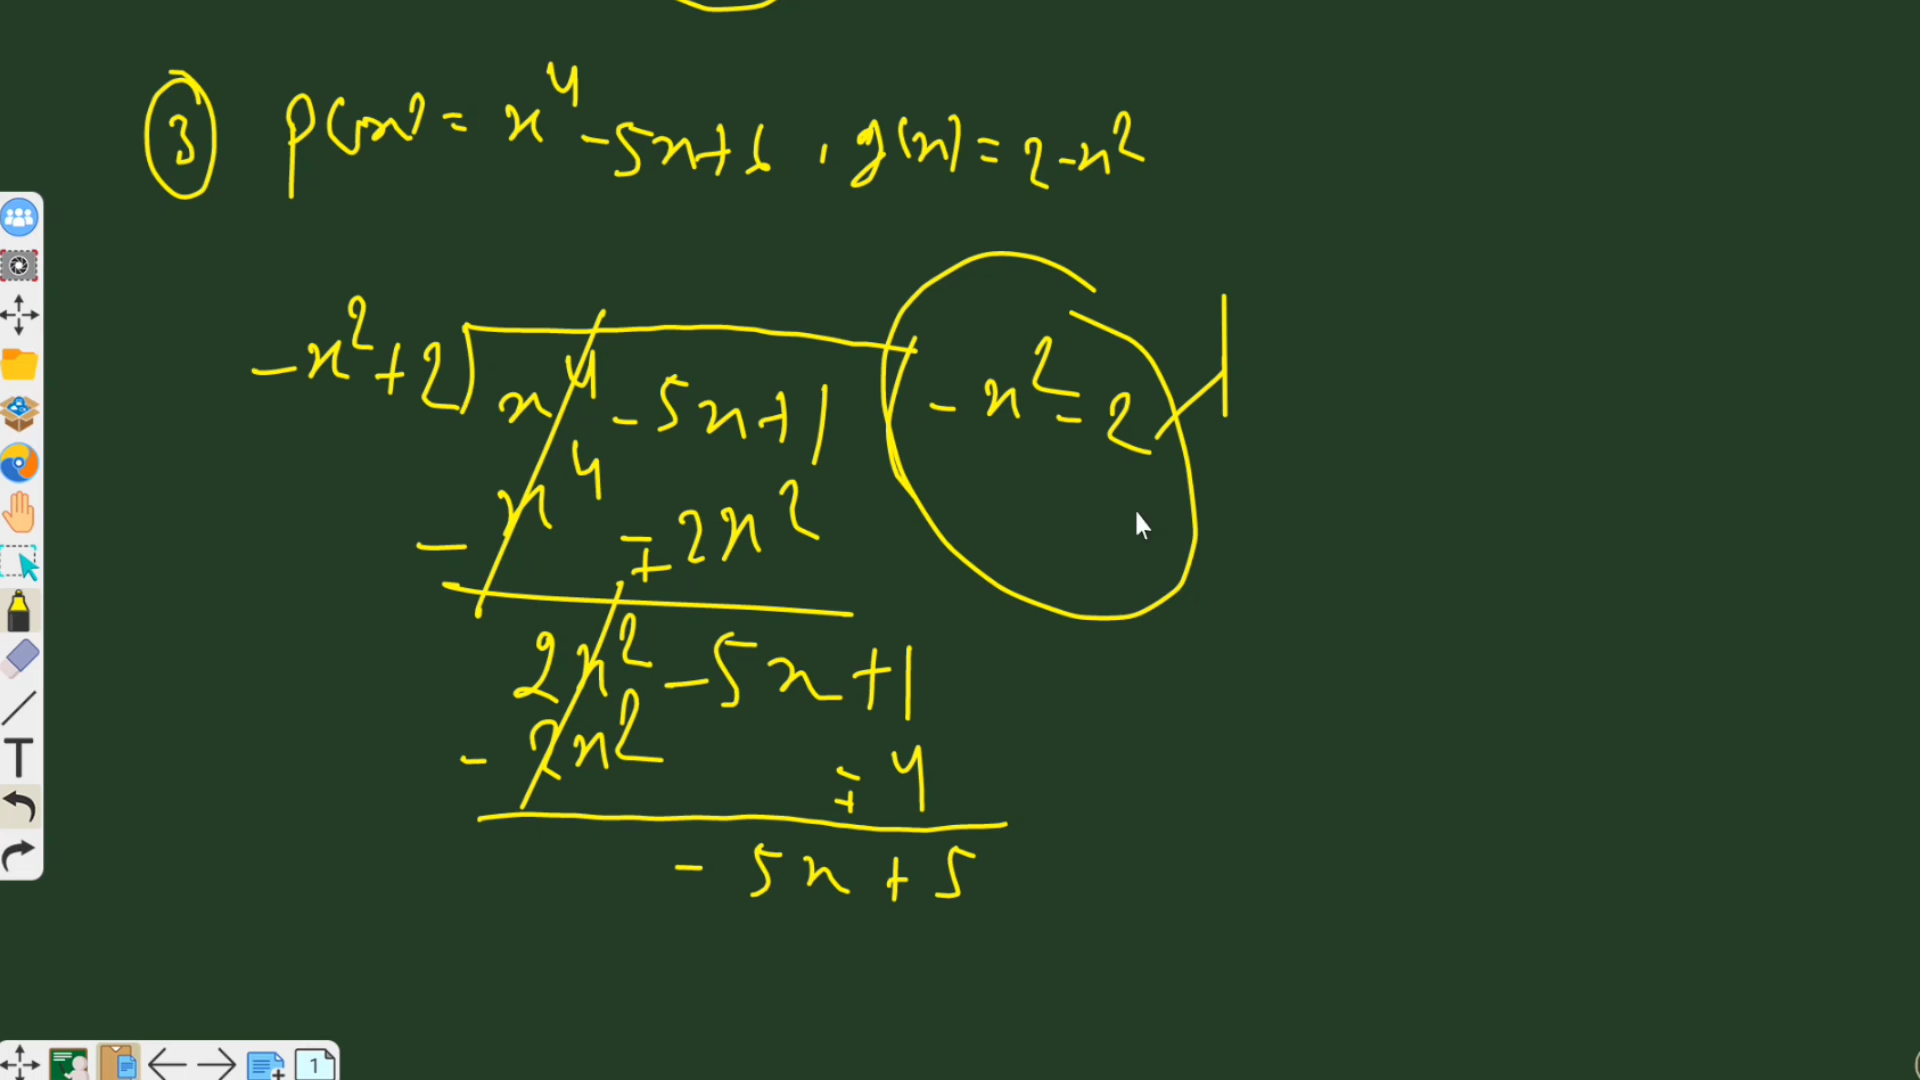 ③ p(x) = x⁴ - 5x + 6 , g(x) = 2 - x²
-x² + 2 ) x⁴ - 5x + 1 ( - x² - 2
- x⁴ ∓ 2x²
2x² - 5x + 1
- 2x² ∓ 4
- 5x + 5
T
1